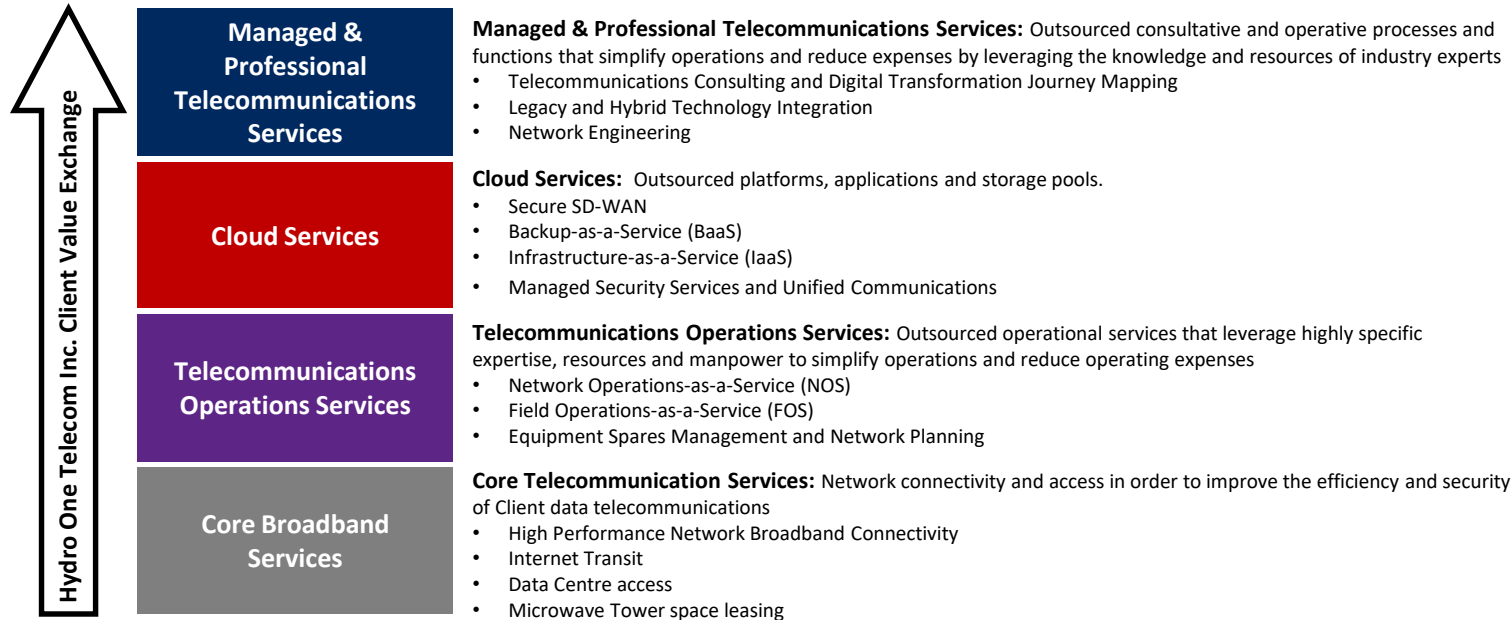 Hydro One Telecom Inc. Client Value Exchange
Managed &
Professional
Telecommunications
Services
Managed & Professional Telecommunications Services: Outsourced consultative and operative processes and
functions that simplify operations and reduce expenses by leveraging the knowledge and resources of industry experts
• Telecommunications Consulting and Digital Transformation Journey Mapping
• Legacy and Hybrid Technology Integration
• Network Engineering
Cloud Services
Cloud Services: Outsourced platforms, applications and storage pools.
• Secure SD-WAN
• Backup-as-a-Service (BaaS)
• Infrastructure-as-a-Service (IaaS)
• Managed Security Services and Unified Communications
Telecommunications
Operations Services
Telecommunications Operations Services: Outsourced operational services that leverage highly specific
expertise, resources and manpower to simplify operations and reduce operating expenses
• Network Operations-as-a-Service (NOS)
• Field Operations-as-a-Service (FOS)
• Equipment Spares Management and Network Planning
Core Broadband
Services
Core Telecommunication Services: Network connectivity and access in order to improve the efficiency and security
of Client data telecommunications
• High Performance Network Broadband Connectivity
• Internet Transit
• Data Centre access
• Microwave Tower space leasing